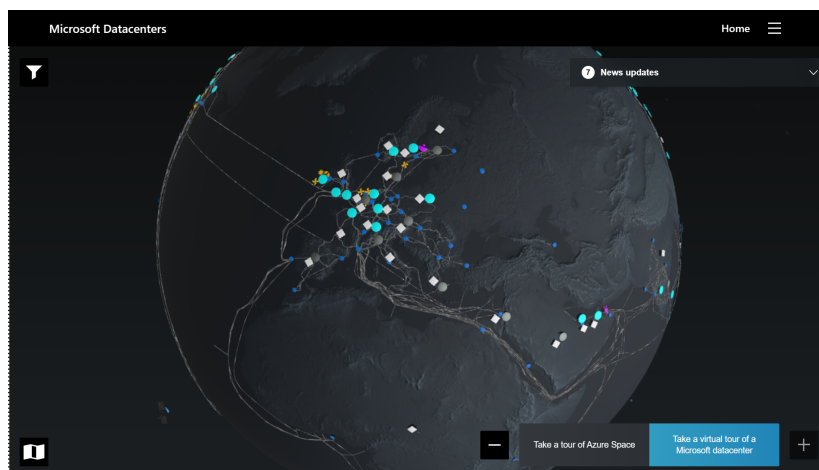 Microsoft Datacenters
Home
7 News updates
Take a tour of Azure Space
Take a virtual tour of a
Microsoft datacenter